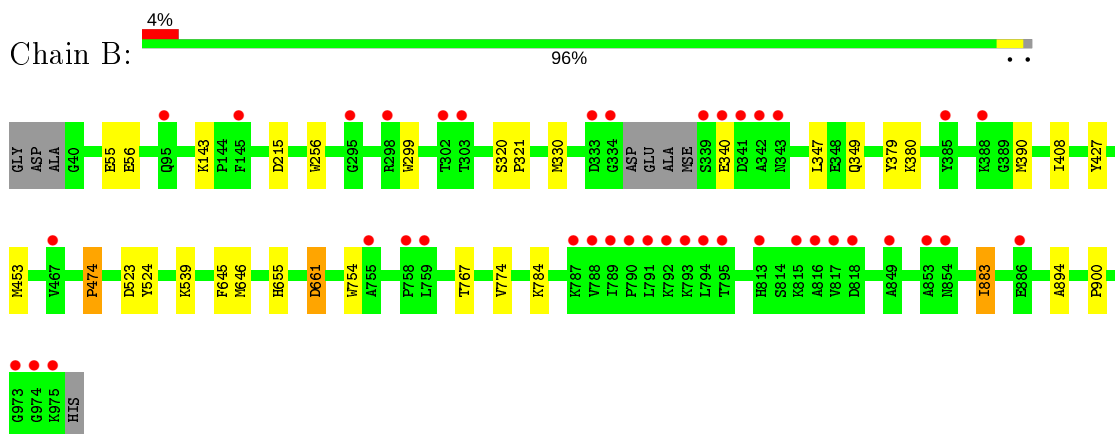 4%
Chain B:
96%
GLY ASP ALA G40 E55 E56 Q95 K143 P144 F145 D215 W256 G295 R298 W299 T302 T303 S320 P321 M330 D333 G334 ASP GLU ALA MSE S339 E340 D341 A342 N343 L347 E348 Q349 Y379 K380 Y385 K388 G389 M390 I408 Y427
M453 V467 P474 D523 Y524 K539 F645 M646 H655 D661 W754 A755 P758 L759 T767 V774 K784 K787 V788 I789 P790 L791 K792 K793 L794 T795 H813 S814 K815 A816 V817 D818 A849 A853 N854 I883 E886 A894 P900
G973 G974 K975 HIS